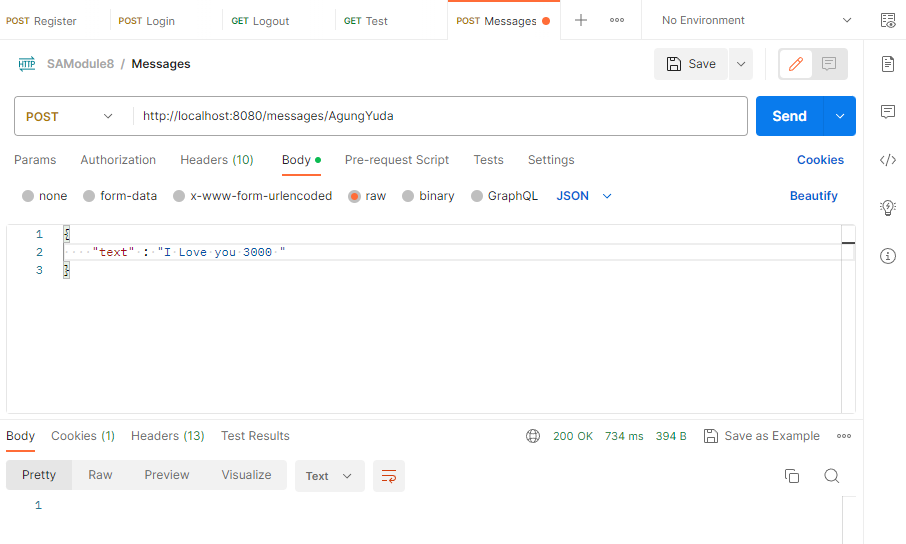 POST Register POST Login GET Logout GET Test POST Messages No Environment
HTTP SAModule8 / Messages Save
POST http://localhost:8080/messages/AgungYuda Send
Params Authorization Headers (10) Body Pre-request Script Tests Settings Cookies
none form-data x-www-form-urlencoded raw binary GraphQL JSON Beautify
1 {
2 "text" : "I Love you 3000 "
3 }
Body Cookies (1) Headers (13) Test Results 200 OK 734 ms 394 B Save as Example
Pretty Raw Preview Visualize Text
1